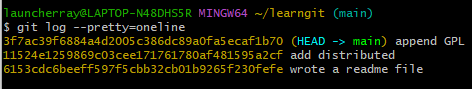 launcherray@LAPTOP-N48DHS5R MINGW64 ~/learngit (main)
$ git log --pretty=oneline
3f7ac39f6884a4d2005c386dc89a0fa5ecaf1b70 (HEAD -> main) append GPL
11524e1259869c03cee171761780af481595a2cf add distributed
6153cdc6beeff597f5cbb32cb01b9265f230fefe wrote a readme file